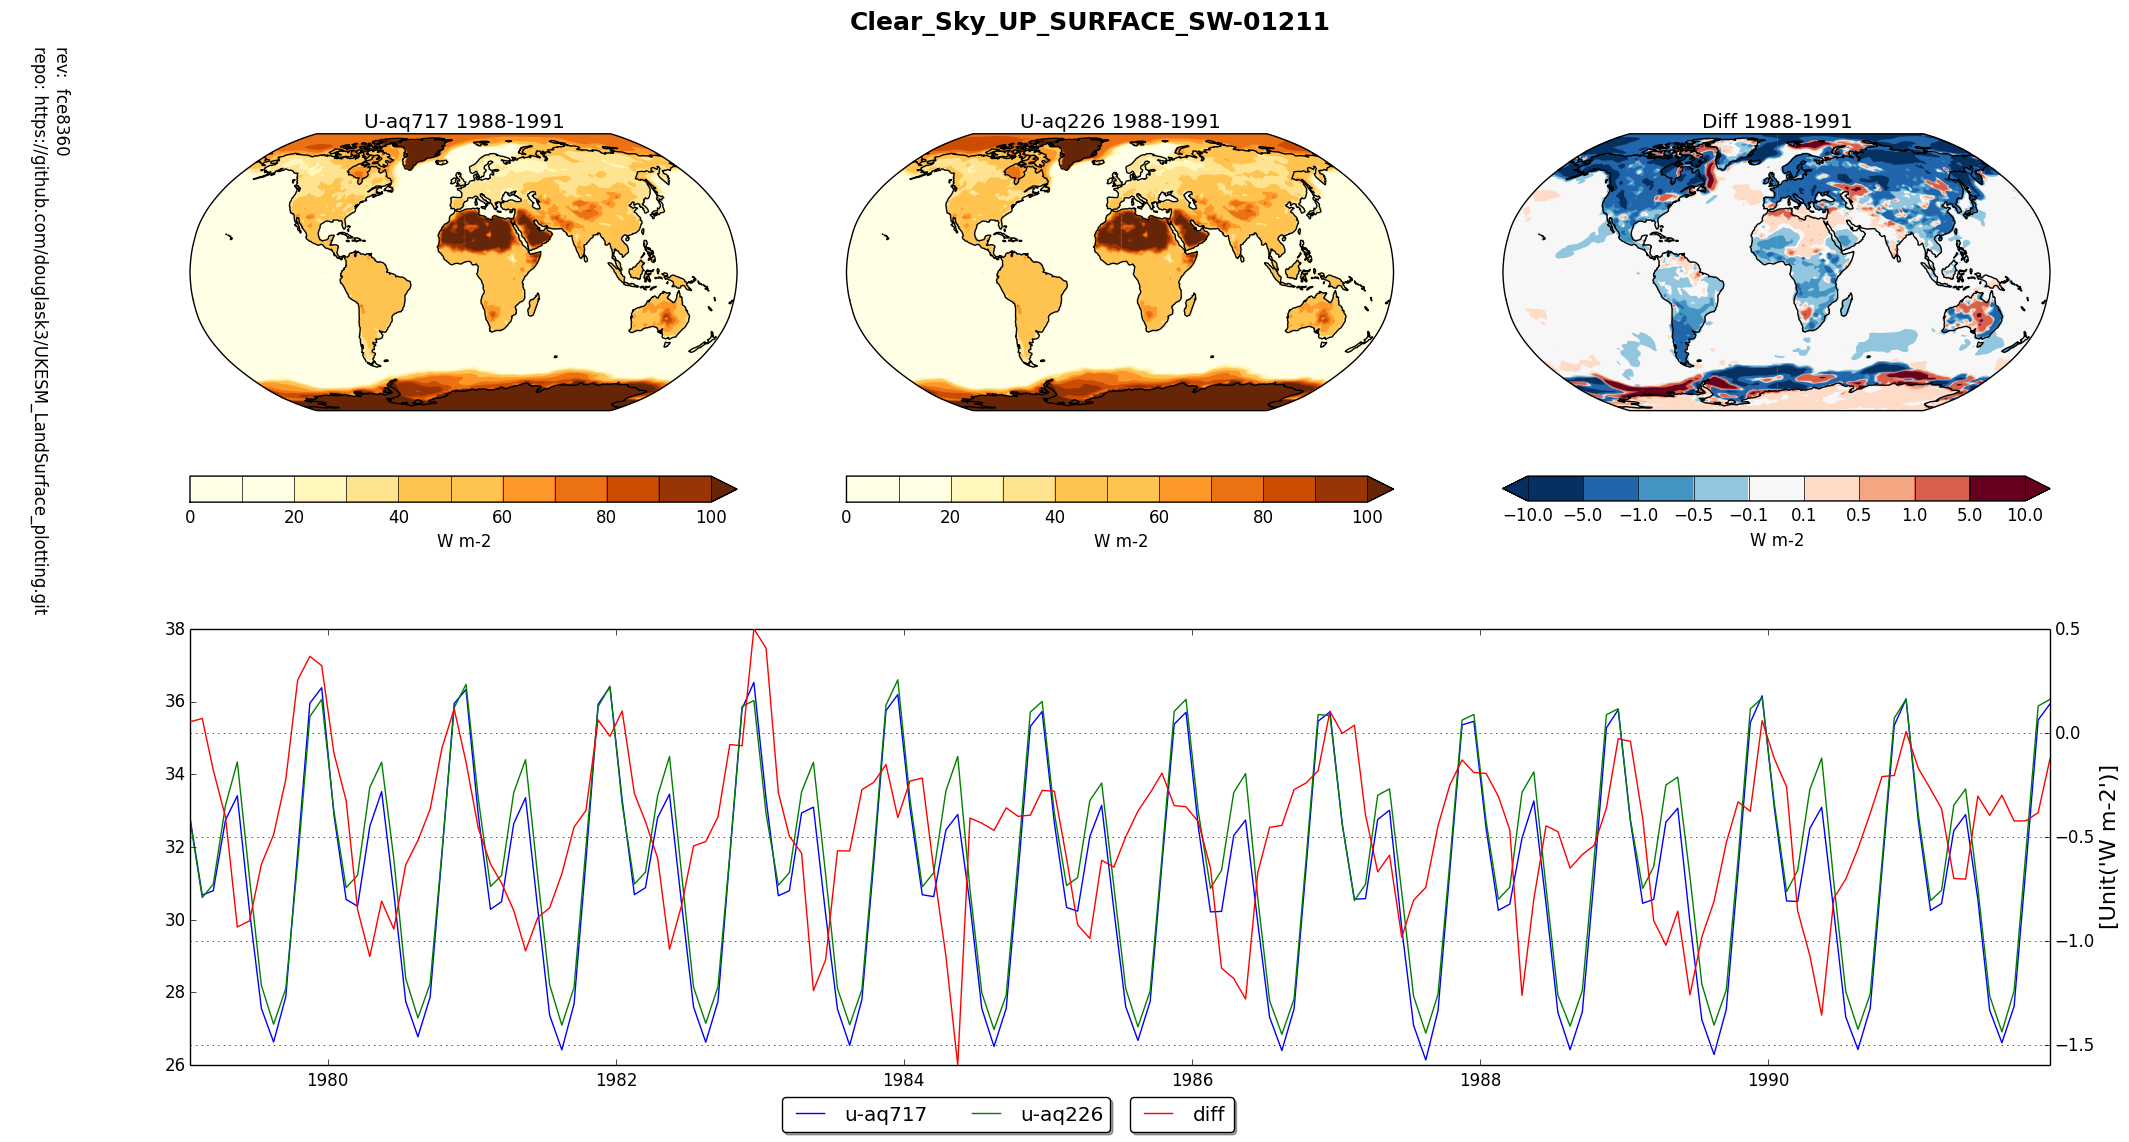 Clear_Sky_UP_SURFACE_SW-01211
rev: fce8360
repo: https://github.com/douglask3/UKESM_LandSurface_plotting.git
U-aq717 1988-1991
U-aq226 1988-1991
Diff 1988-1991
0 20 40 60 80 100
W m-2
0 20 40 60 80 100
W m-2
−10.0 −5.0 −1.0 −0.5 −0.1 0.1 0.5 1.0 5.0 10.0
W m-2
38
36
34
32
30
28
26
0.5
0.0
−0.5
−1.0
−1.5
[Unit('W m-2')]
1980 1982 1984 1986 1988 1990
u-aq717 u-aq226 diff